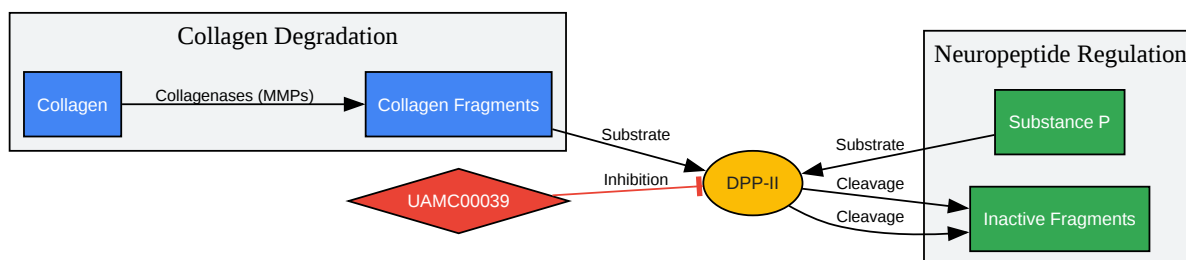 Collagen Degradation
Collagen
Collagenases (MMPs)
Collagen Fragments
Substrate
UAMC00039
Inhibition
DPP-II
Neuropeptide Regulation
Substance P
Substrate
Cleavage
Cleavage
Inactive Fragments